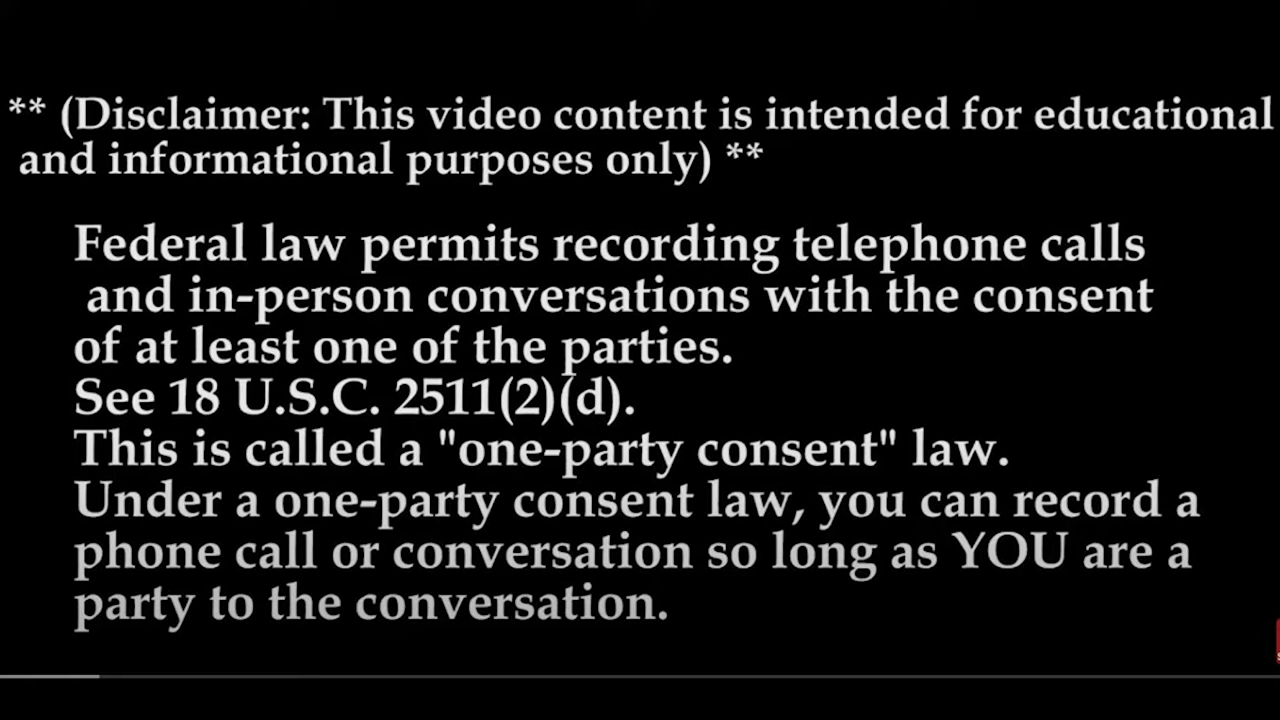 ** (Disclaimer: This video content is intended for educational
and informational purposes only) **
Federal law permits recording telephone calls
and in-person conversations with the consent
of at least one of the parties.
See 18 U.S.C. 2511(2)(d).
This is called a "one-party consent" law.
Under a one-party consent law, you can record a
phone call or conversation so long as YOU are a
party to the conversation.